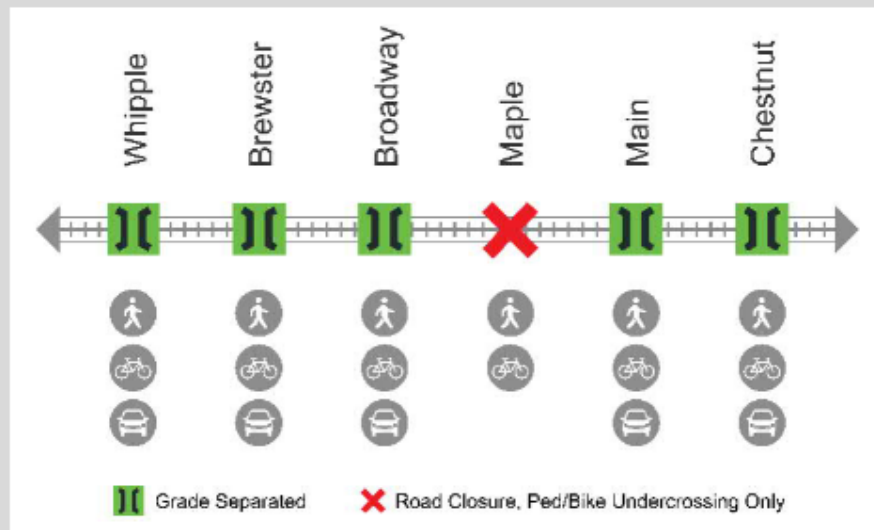 Whipple
Brewster
Broadway
Maple
Main
Chestnut
Grade Separated
Road Closure, Ped/Bike Undercrossing Only